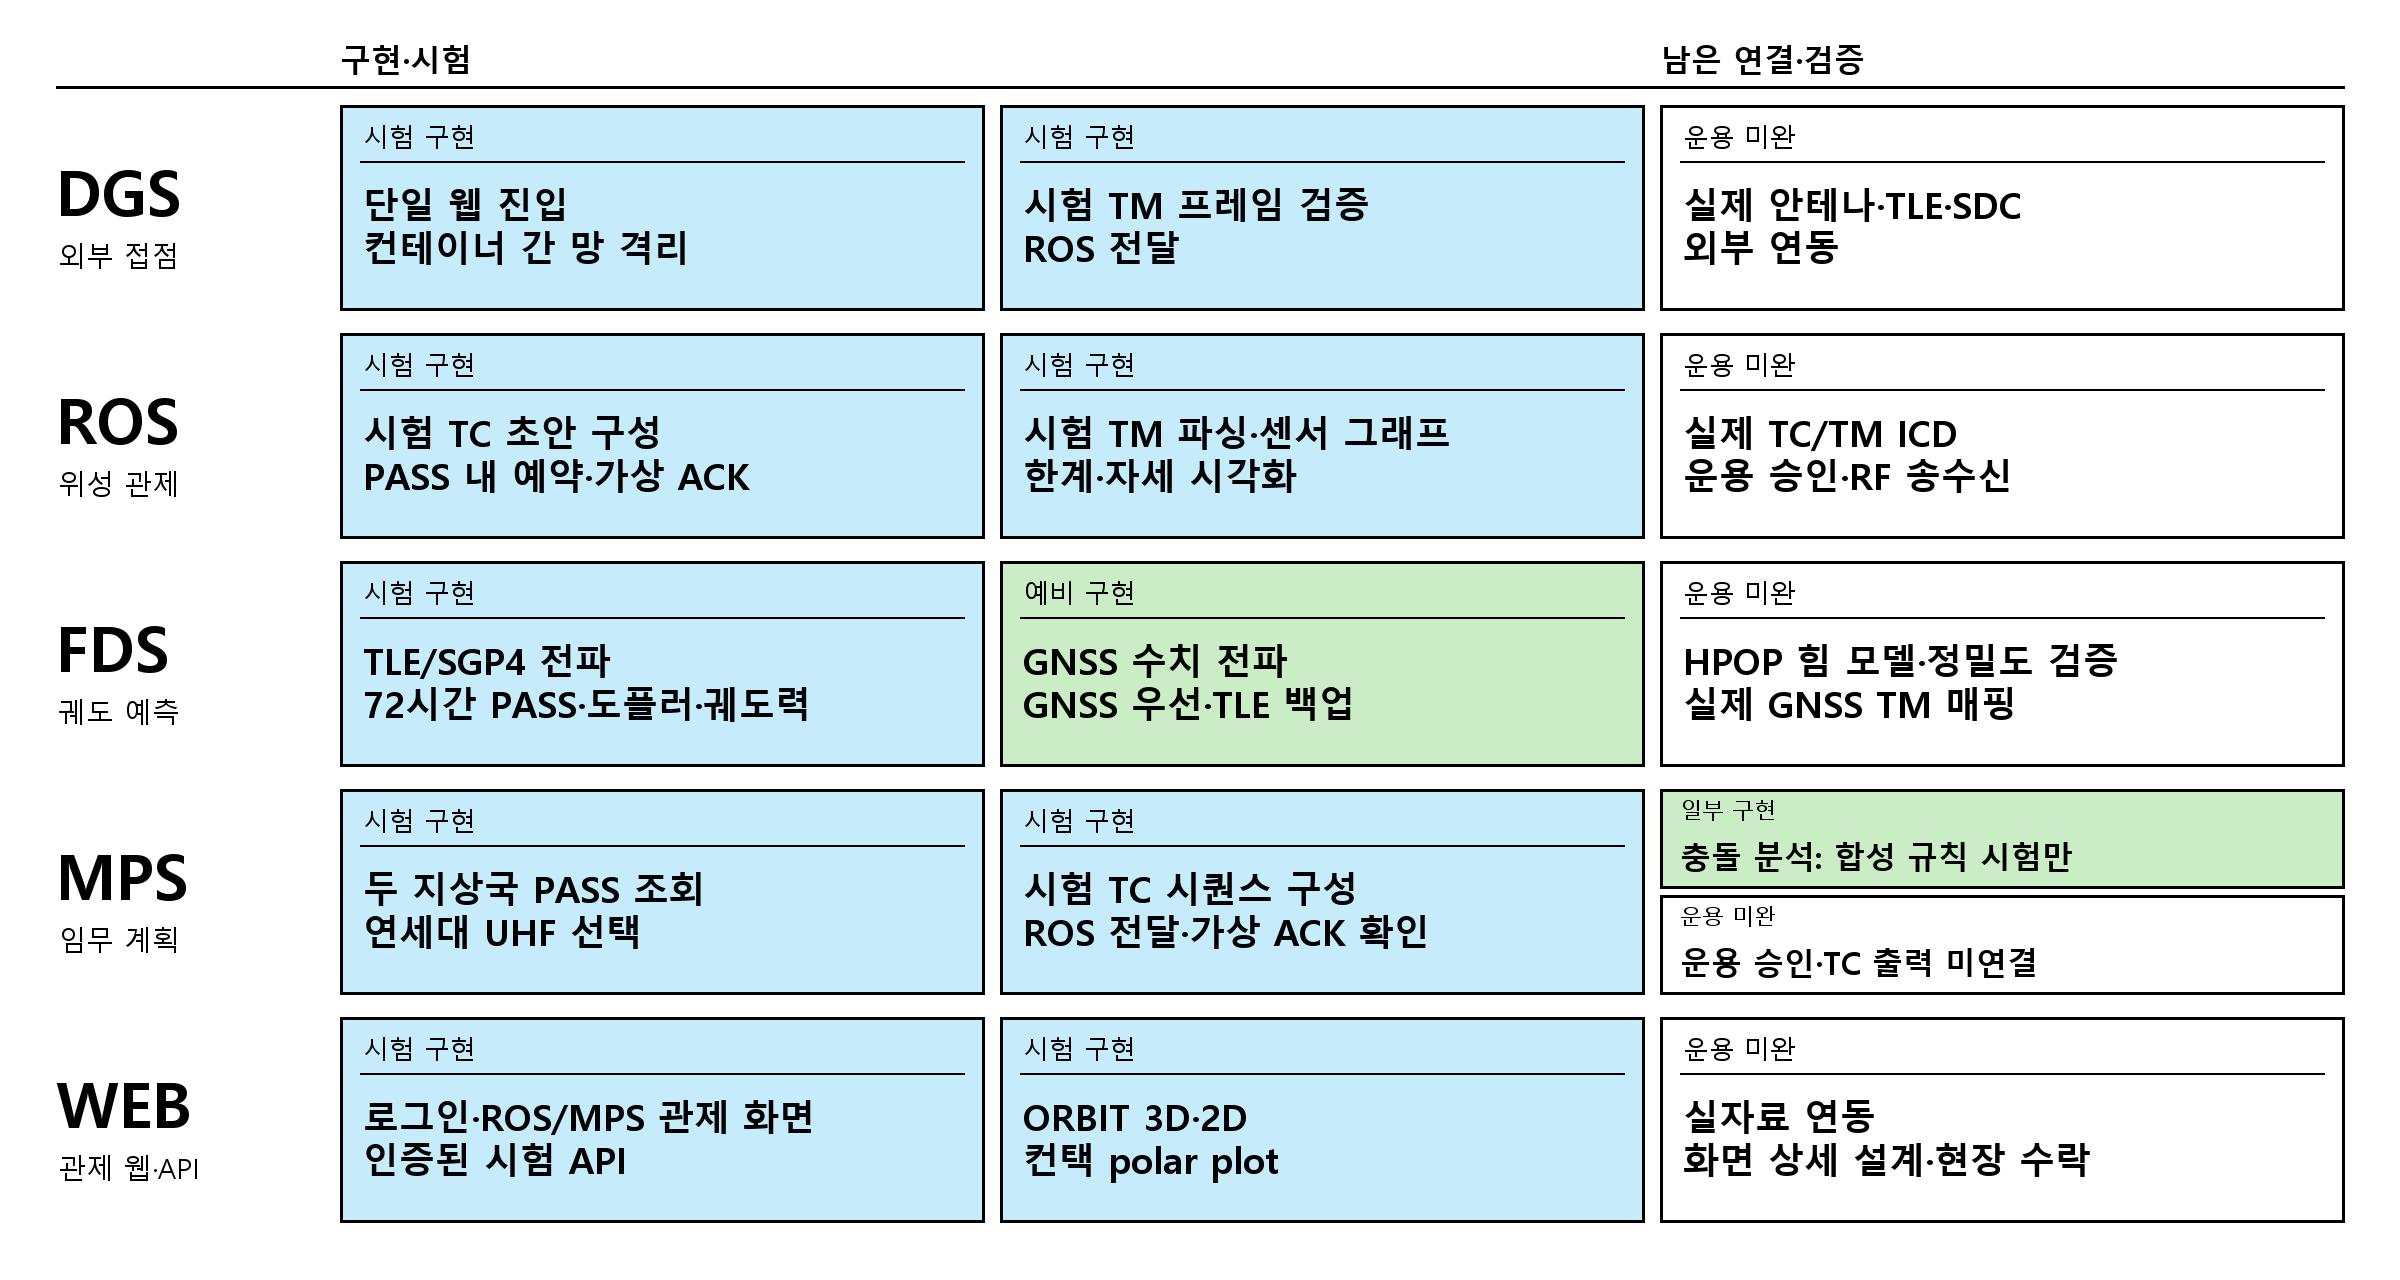 구현·시험
남은 연결·검증
DGS
외부 접점
시험 구현
단일 웹 진입
컨테이너 간 망 격리
시험 구현
시험 TM 프레임 검증
ROS 전달
운용 미완
실제 안테나·TLE·SDC
외부 연동
ROS
위성 관제
시험 구현
시험 TC 초안 구성
PASS 내 예약·가상 ACK
시험 구현
시험 TM 파싱·센서 그래프
한계·자세 시각화
운용 미완
실제 TC/TM ICD
운용 승인·RF 송수신
FDS
궤도 예측
시험 구현
TLE/SGP4 전파
72시간 PASS·도플러·궤도력
예비 구현
GNSS 수치 전파
GNSS 우선·TLE 백업
운용 미완
HPOP 힘 모델·정밀도 검증
실제 GNSS TM 매핑
MPS
임무 계획
시험 구현
두 지상국 PASS 조회
연세대 UHF 선택
시험 구현
시험 TC 시퀀스 구성
ROS 전달·가상 ACK 확인
일부 구현
충돌 분석: 합성 규칙 시험만
운용 미완
운용 승인·TC 출력 미연결
WEB
관제 웹·API
시험 구현
로그인·ROS/MPS 관제 화면
인증된 시험 API
시험 구현
ORBIT 3D·2D
컨택 polar plot
운용 미완
실자료 연동
화면 상세 설계·현장 수락